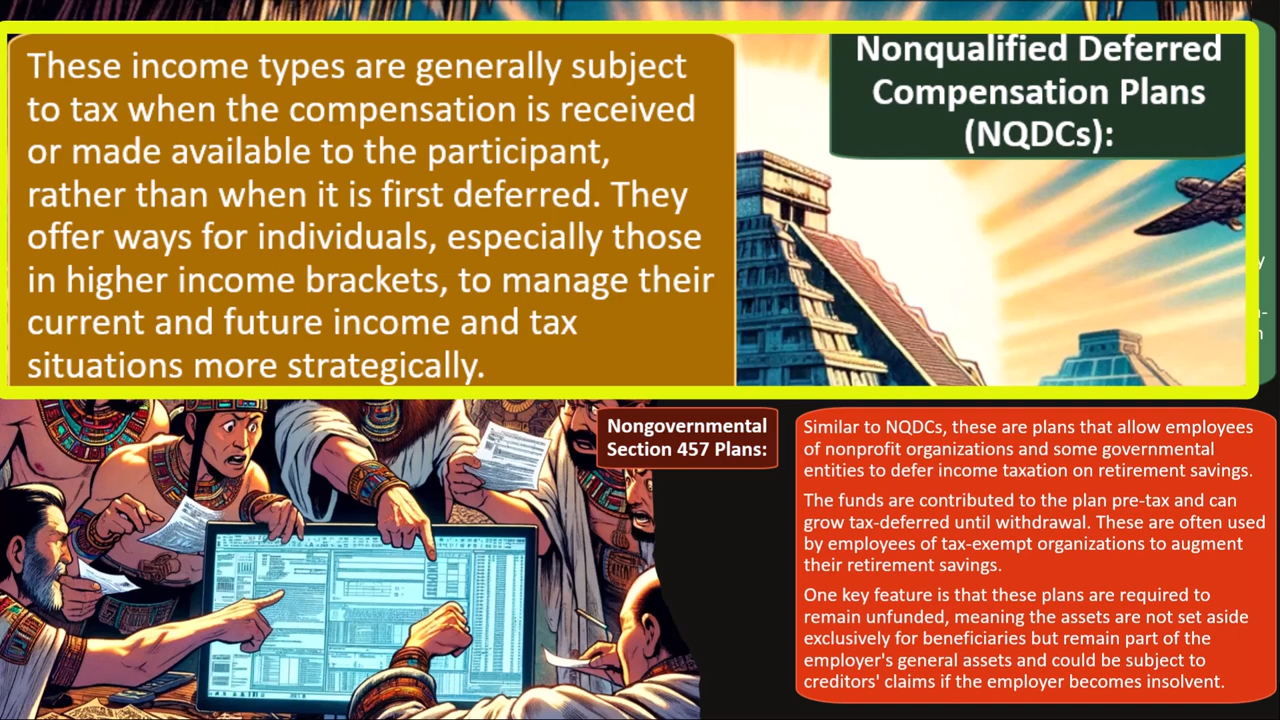 These income types are generally subject
to tax when the compensation is received
or made available to the participant,
rather than when it is first deferred. They
offer ways for individuals, especially those
in higher income brackets, to manage their
current and future income and tax
situations more strategically.
Nonqualified Deferred
Compensation Plans
(NQDCs):
Nongovernmental
Section 457 Plans:
Similar to NQDCs, these are plans that allow employees
of nonprofit organizations and some governmental
entities to defer income taxation on retirement savings.
The funds are contributed to the plan pre-tax and can
grow tax-deferred until withdrawal. These are often used
by employees of tax-exempt organizations to augment
their retirement savings.
One key feature is that these plans are required to
remain unfunded, meaning the assets are not set aside
exclusively for beneficiaries but remain part of the
employer's general assets and could be subject to
creditors' claims if the employer becomes insolvent.